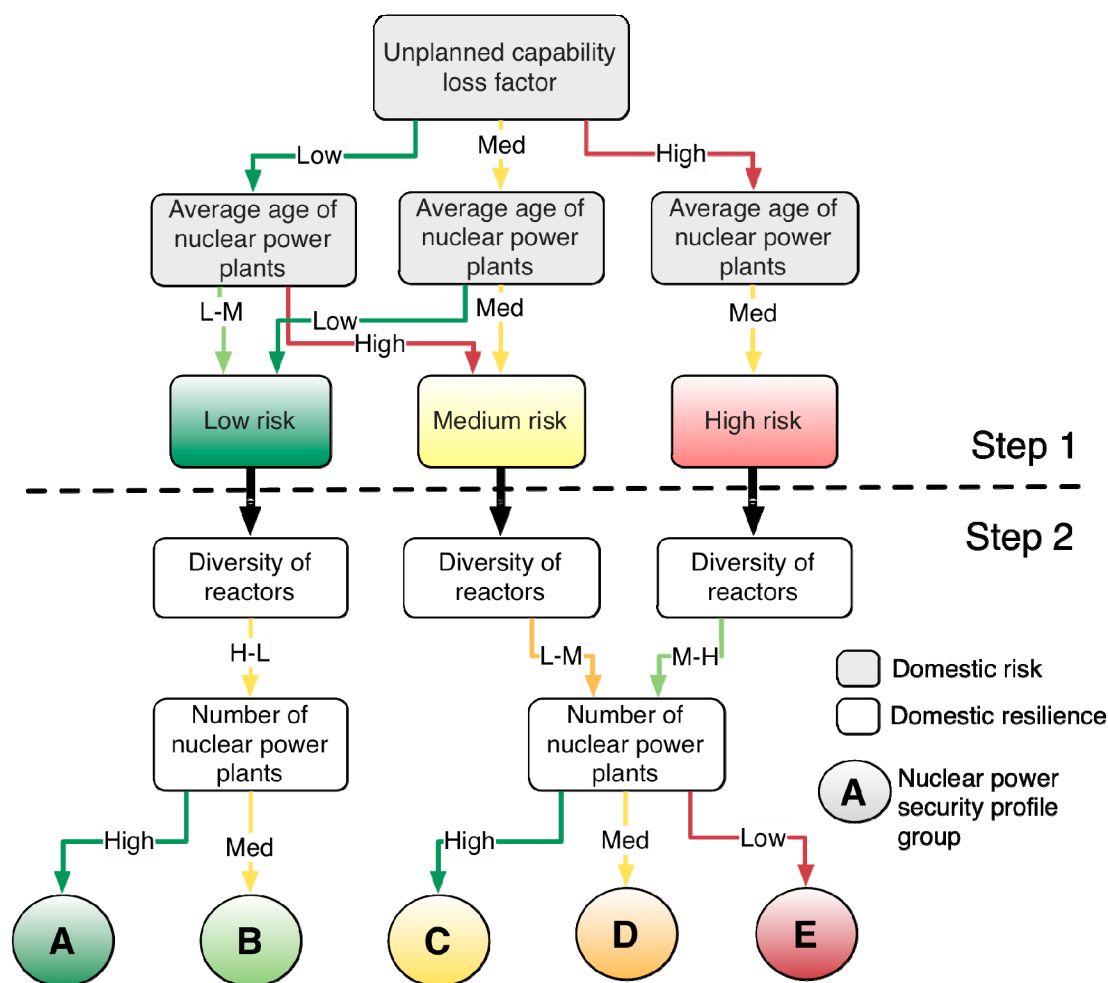 Unplanned capability
loss factor
Low
Med
High
Average age of
nuclear power
plants
Average age of
nuclear power
plants
Average age of
nuclear power
plants
L-M
Low
High
Med
Med
Low risk
Medium risk
High risk
Step 1
Step 2
Diversity of
reactors
Diversity of
reactors
Diversity of
reactors
H-L
L-M
M-H
Number of
nuclear power
plants
Number of
nuclear power
plants
High
Med
High
Med
Low
A
B
C
D
E
Domestic risk
Domestic resilience
A
Nuclear power
security profile
group